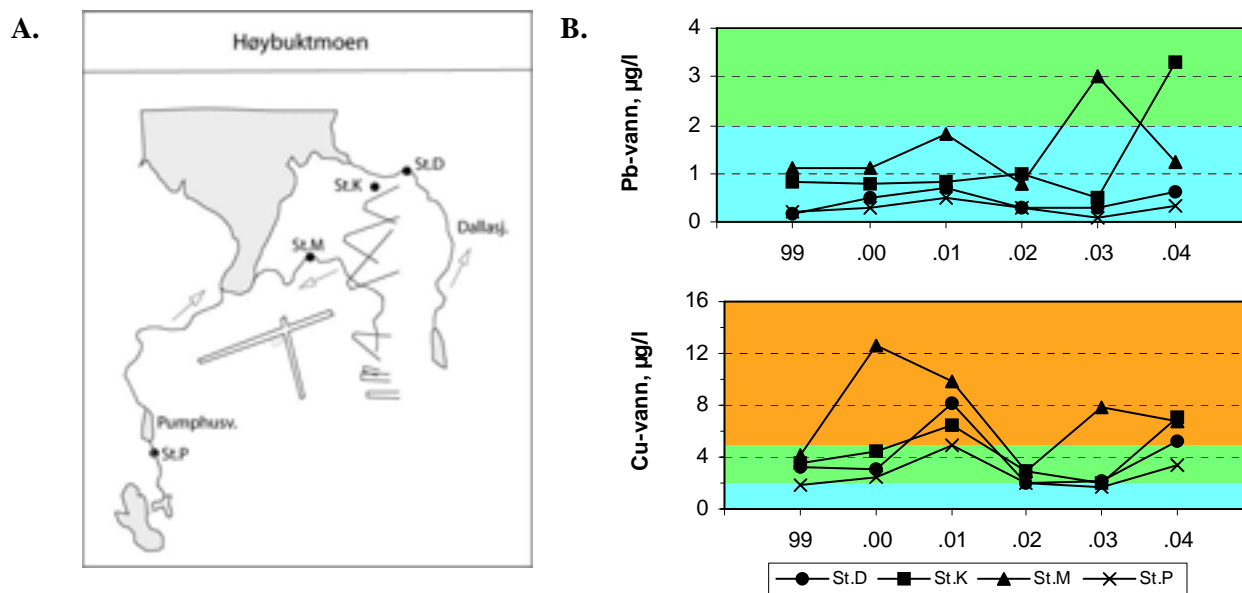 A.
Høybuktmoen
St.D
St.K
Dallasj.
St.M
Pumphusv.
St.P
B.
Pb-vann, µg/l
4
3
2
1
0
99 .00 .01 .02 .03 .04
Cu-vann, µg/l
16
12
8
4
0
99 .00 .01 .02 .03 .04
St.D St.K St.M St.P